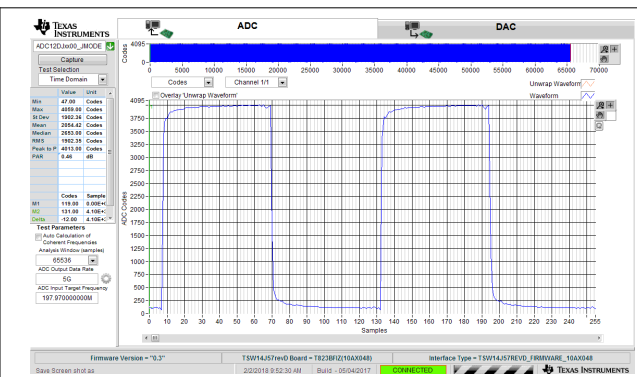 TEXAS
INSTRUMENTS
ADC
DAC
ADC12DJxx00_JMODE
Capture
Test Selection
Time Domain
Value Unit
Min 47.00 Codes
Max 4059.00 Codes
St Dev 1902.36 Codes
Mean 2054.42 Codes
Median 2683.00 Codes
RMS 1902.35 Codes
Peak to P 4013.00 Codes
PAR 0.46 dB
Codes Sample
M1 119.00 0.00E+
M2 131.00 4.10E+
Delta -12.00 4.10E+
Test Parameters
Auto Calculation of
Coherent Frequencies
Analysis Window (samples)
65536
ADC Output Data Rate
5G
ADC Input Target Frequency
197.970000000M
Codes
4095
0
0 5000 10000 15000 20000 25000 30000 35000 40000 45000 50000 55000 60000 65000 70000
Codes
Channel 1/1
Unwrap Waveform
Overlay 'Unwrap Waveform'
Waveform
ADC Codes
4095
3750
3500
3250
3000
2750
2500
2250
2000
1750
1500
1250
1000
750
500
250
0
0 10 20 30 40 50 60 70 80 90 100 110 120 130 140 150 160 170 180 190 200 210 220 230 240 255
Samples
Firmware Version = "0.3"
TSW14J57revD Board = T823BFIZ(10AX048)
Interface Type = TSW14J57REVD_FIRMWARE_10AX048
Save Screen shot as
2/2/2018 9:52:30 AM
Build - 05/04/2017
CONNECTED
TEXAS INSTRUMENTS